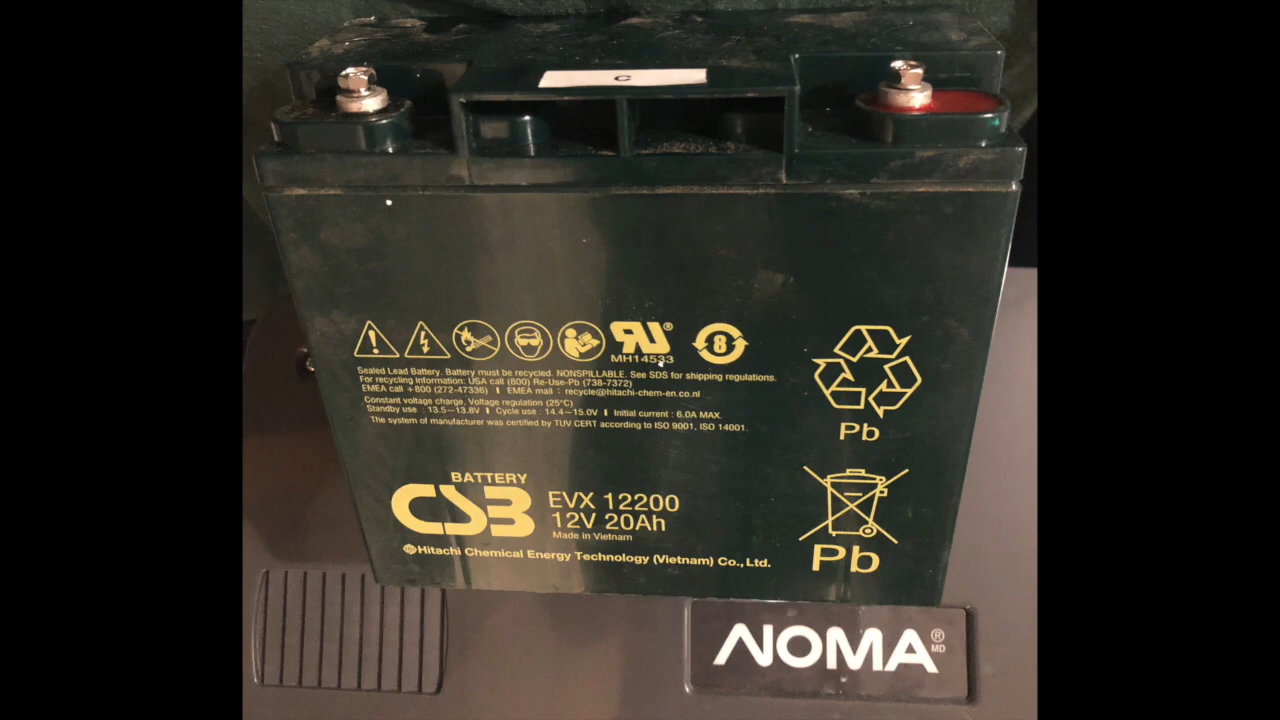 C
MH14533
8
Sealed Lead Battery. Battery must be recycled. NONSPILLABLE. See SDS for shipping regulations.
For recycling information: USA call (800) Re-Use-Pb (738-7372)
EMEA call +800 (272-47336) I EMEA mail : recycle@hitachi-chem-en.co.nl
Constant voltage charge, Voltage regulation (25°C)
Standby use : 13.5~13.8V I Cycle use : 14.4~15.0V I Initial current : 6.0A MAX.
The system of manufacturer was certified by TUV CERT according to ISO 9001, ISO 14001.
Pb
BATTERY
CSB
EVX 12200
12V 20Ah
Made in Vietnam
Hitachi Chemical Energy Technology (Vietnam) Co., Ltd.
Pb
NOMA®
MD